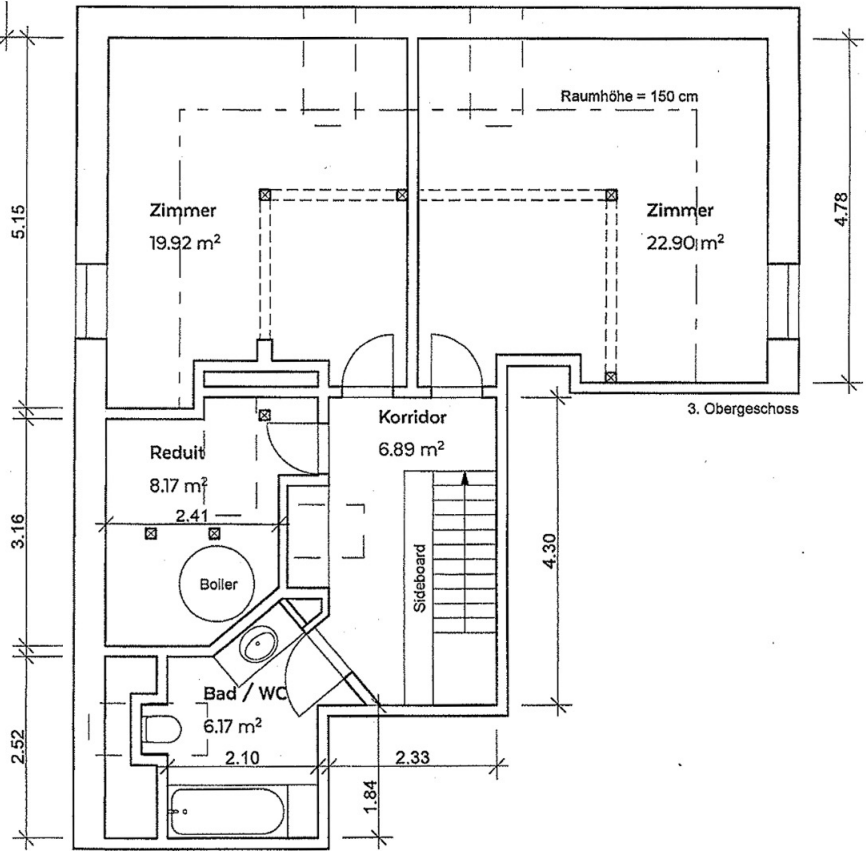 Raumhöhe = 150 cm
5.15
Zimmer
19.92 m²
Zimmer
22.90 m²
4.78
3. Obergeschoss
Korridor
6.89 m²
Reduit
8.17 m²
2.41
3.16
Boiler
Sideboard
4.30
Bad / WC
6.17 m²
2.10
2.33
2.52
1.84